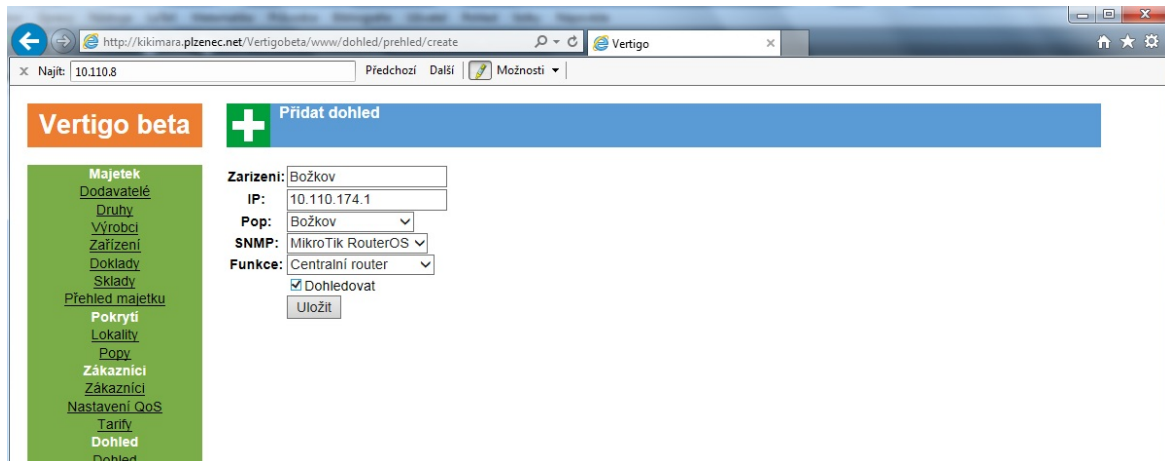 http://kikimara.plzenec.net/Vertigobeta/www/dohled/prehled/create
Vertigo
Najít: 10.110.8 Předchozí Další Možnosti
Vertigo beta
Přidat dohled
Majetek
Dodavatelé
Druhy
Výrobci
Zařízení
Doklady
Sklady
Přehled majetku
Pokrytí
Lokality
Popy
Zákazníci
Zákazníci
Nastavení QoS
Tarify
Dohled
Dohled
Zarizeni: Božkov
IP: 10.110.174.1
Pop: Božkov
SNMP: MikroTik RouterOS
Funkce: Centralní router
Dohledovat
Uložit